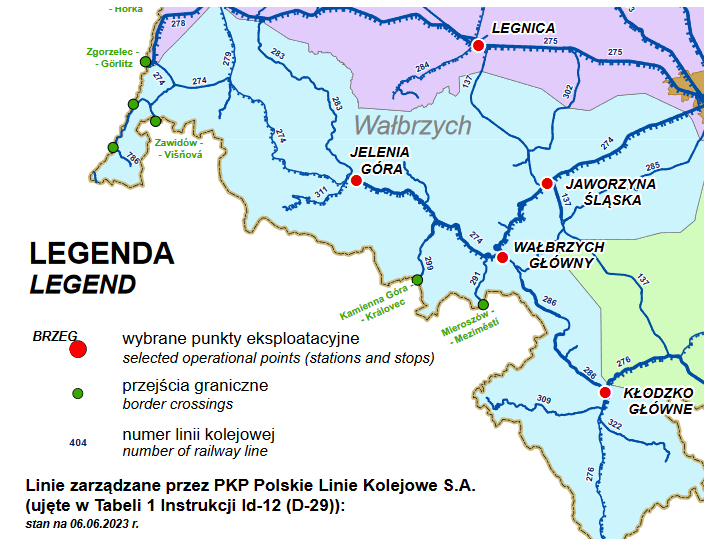 - Horka
278
Zgorzelec -
- Görlitz
274
274
279
283
283
284
137
302
LEGNICA
275
275
Zawidów -
- Višňová
786
274
Wałbrzych
JELENIA
GÓRA
311
274
285
JAWORZYNA
ŚLĄSKA
137
274
WAŁBRZYCH
GŁÓWNY
299
291
137
Kamienna Góra -
- Královec
Mieroszów -
- Meziměstí
286
286
276
KŁODZKO
GŁÓWNE
309
322
276
LEGENDA
LEGEND
BRZEG
wybrane punkty eksploatacyjne
selected operational points (stations and stops)
przejścia graniczne
border crossings
404
numer linii kolejowej
number of railway line
Linie zarządzane przez PKP Polskie Linie Kolejowe S.A.
(ujęte w Tabeli 1 Instrukcji Id-12 (D-29)):
stan na 06.06.2023 r.